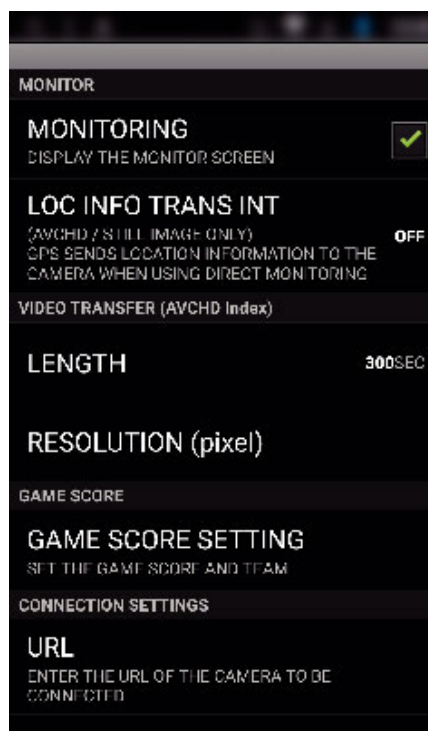 MONITOR
MONITORING
DISPLAY THE MONITOR SCREEN
LOC INFO TRANS INT
(AVCHD / STILL IMAGE ONLY)
GPS SENDS LOCATION INFORMATION TO THE
CAMERA WHEN USING DIRECT MONITORING
OFF
VIDEO TRANSFER (AVCHD Index)
LENGTH
300SEC
RESOLUTION (pixel)
GAME SCORE
GAME SCORE SETTING
SET THE GAME SCORE AND TEAM
CONNECTION SETTINGS
URL
ENTER THE URL OF THE CAMERA TO BE
CONNECTED